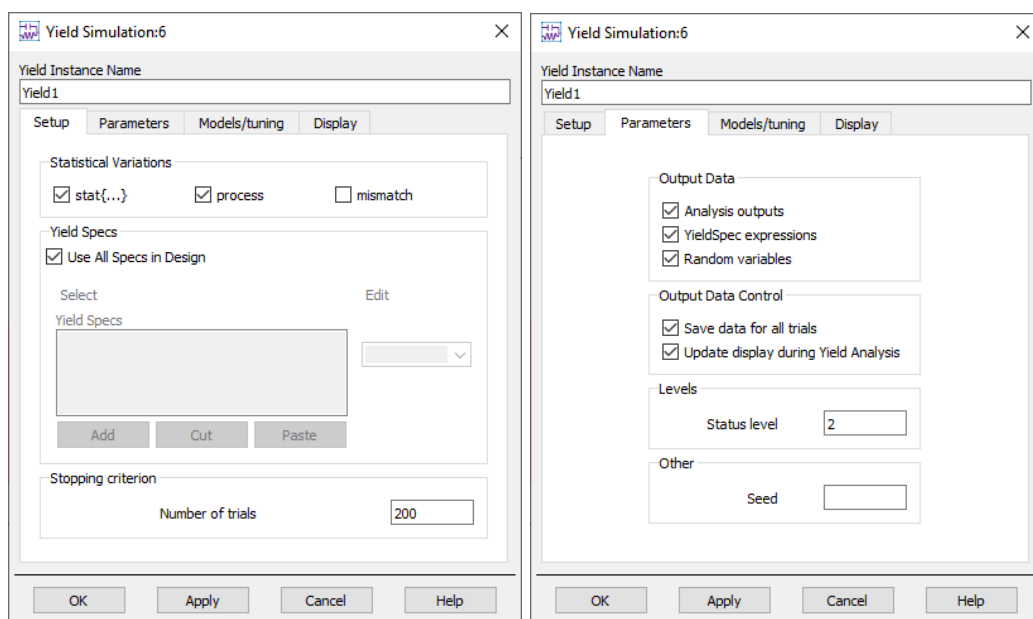 Yield Simulation:6
Yield Instance Name
Yield1
Setup Parameters Models/tuning Display
Statistical Variations
stat{...} process mismatch
Yield Specs
Use All Specs in Design
Select Edit
Yield Specs
Add Cut Paste
Stopping criterion
Number of trials 200
OK Apply Cancel Help
Yield Simulation:6
Yield Instance Name
Yield1
Setup Parameters Models/tuning Display
Output Data
Analysis outputs
YieldSpec expressions
Random variables
Output Data Control
Save data for all trials
Update display during Yield Analysis
Levels
Status level 2
Other
Seed
OK Apply Cancel Help